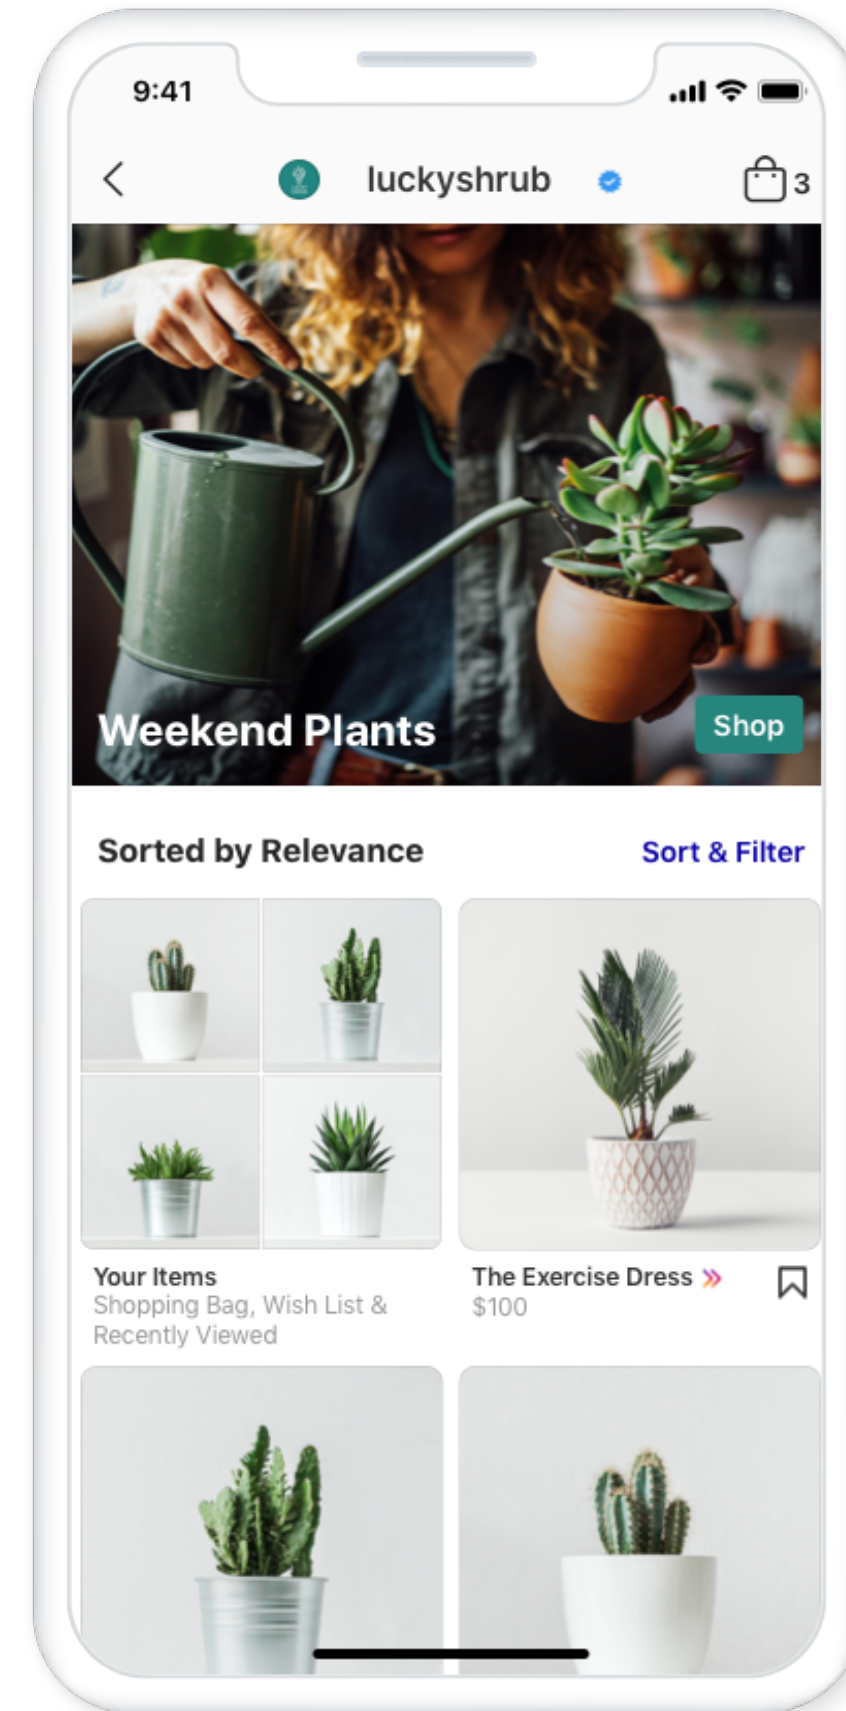 9:41
luckyshrub
3
Weekend Plants
Shop
Sorted by Relevance
Sort & Filter
Your Items
Shopping Bag, Wish List &
Recently Viewed
The Exercise Dress
$100